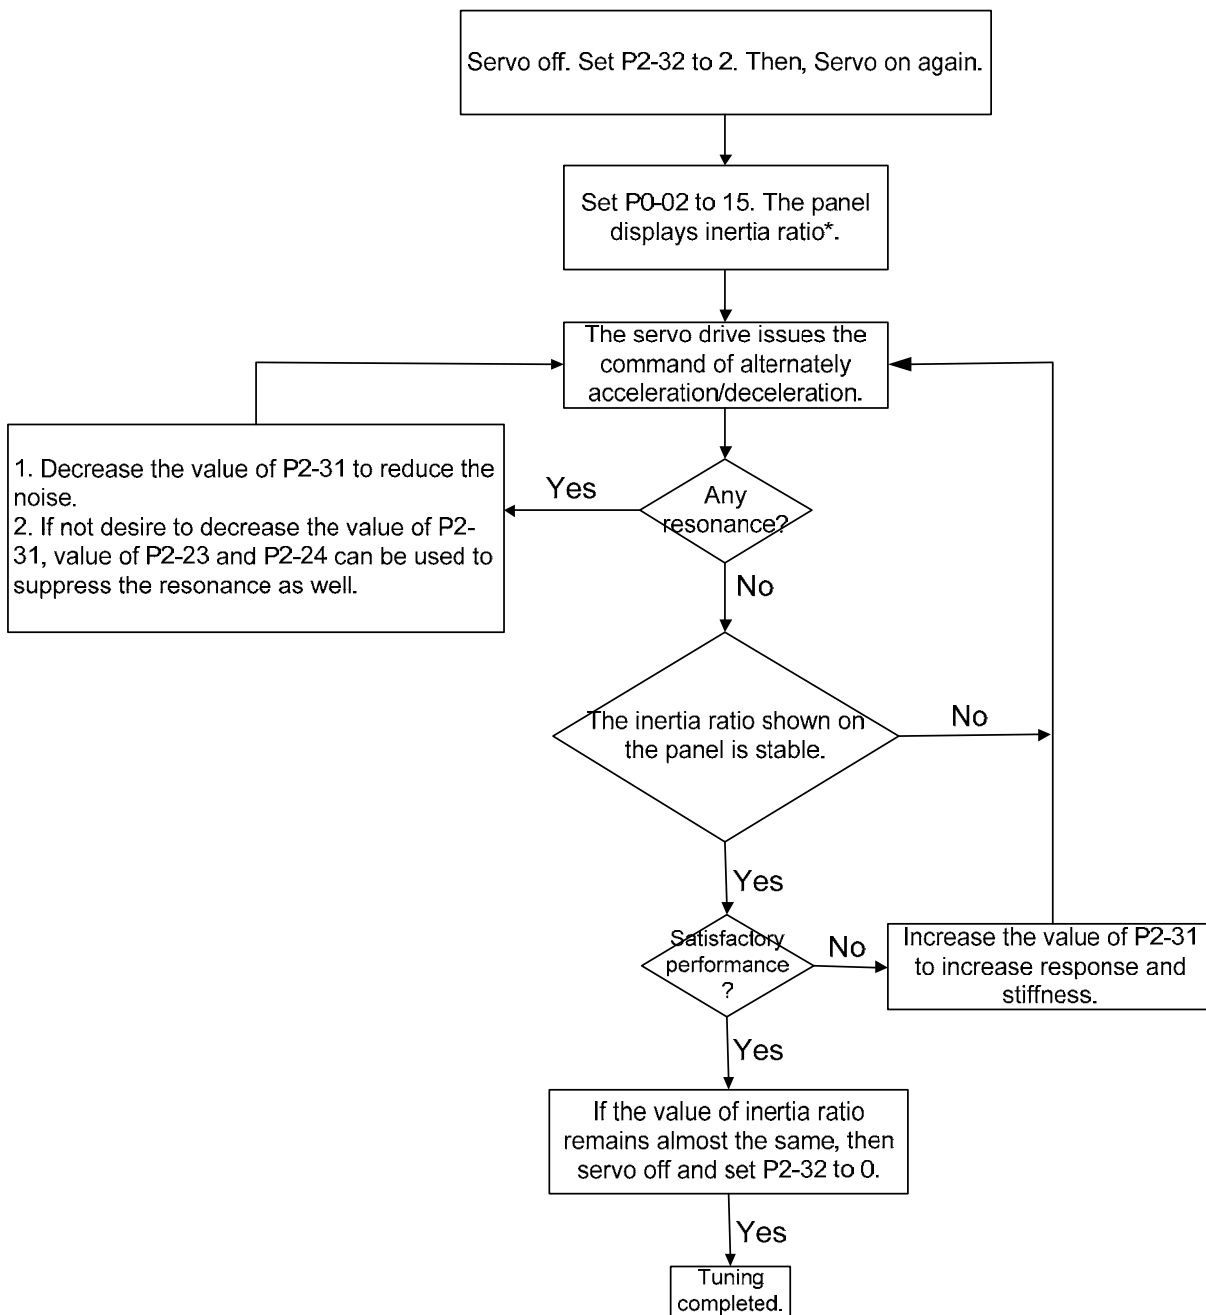 Servo off. Set P2-32 to 2. Then, Servo on again.
Set P0-02 to 15. The panel
displays inertia ratio*.
The servo drive issues the
command of alternately
acceleration/deceleration.
1. Decrease the value of P2-31 to reduce the
noise.
2. If not desire to decrease the value of P2-
31, value of P2-23 and P2-24 can be used to
suppress the resonance as well.
Yes
Any
resonance?
No
The inertia ratio shown on
the panel is stable.
No
Yes
Satisfactory
performance
?
No
Increase the value of P2-31
to increase response and
stiffness.
Yes
If the value of inertia ratio
remains almost the same, then
servo off and set P2-32 to 0.
Yes
Tuning
completed.